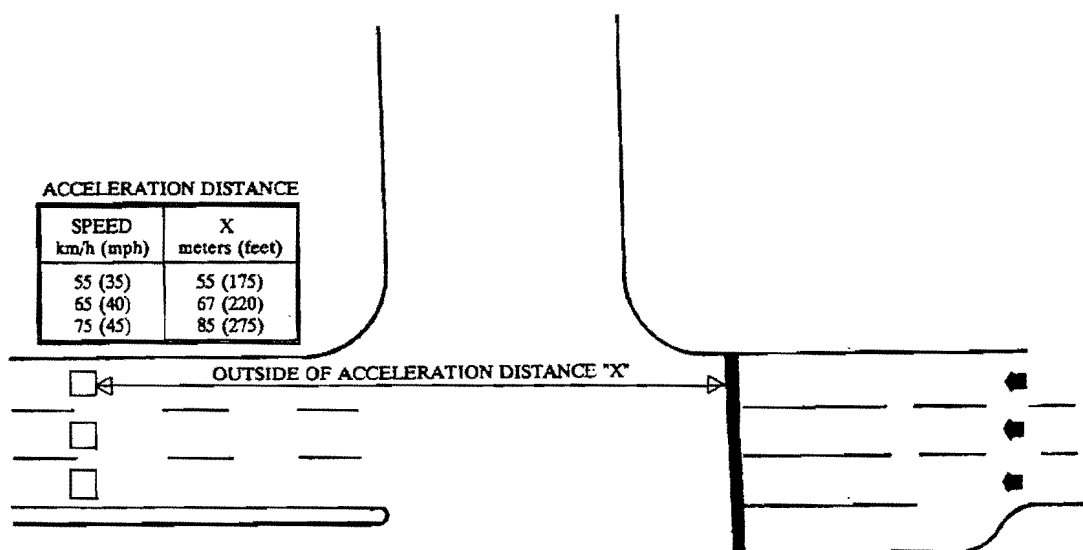 ACCELERATION DISTANCE
SPEED X
km/h (mph) meters (feet)
55 (35) 55 (175)
65 (40) 67 (220)
75 (45) 85 (275)
OUTSIDE OF ACCELERATION DISTANCE "X"